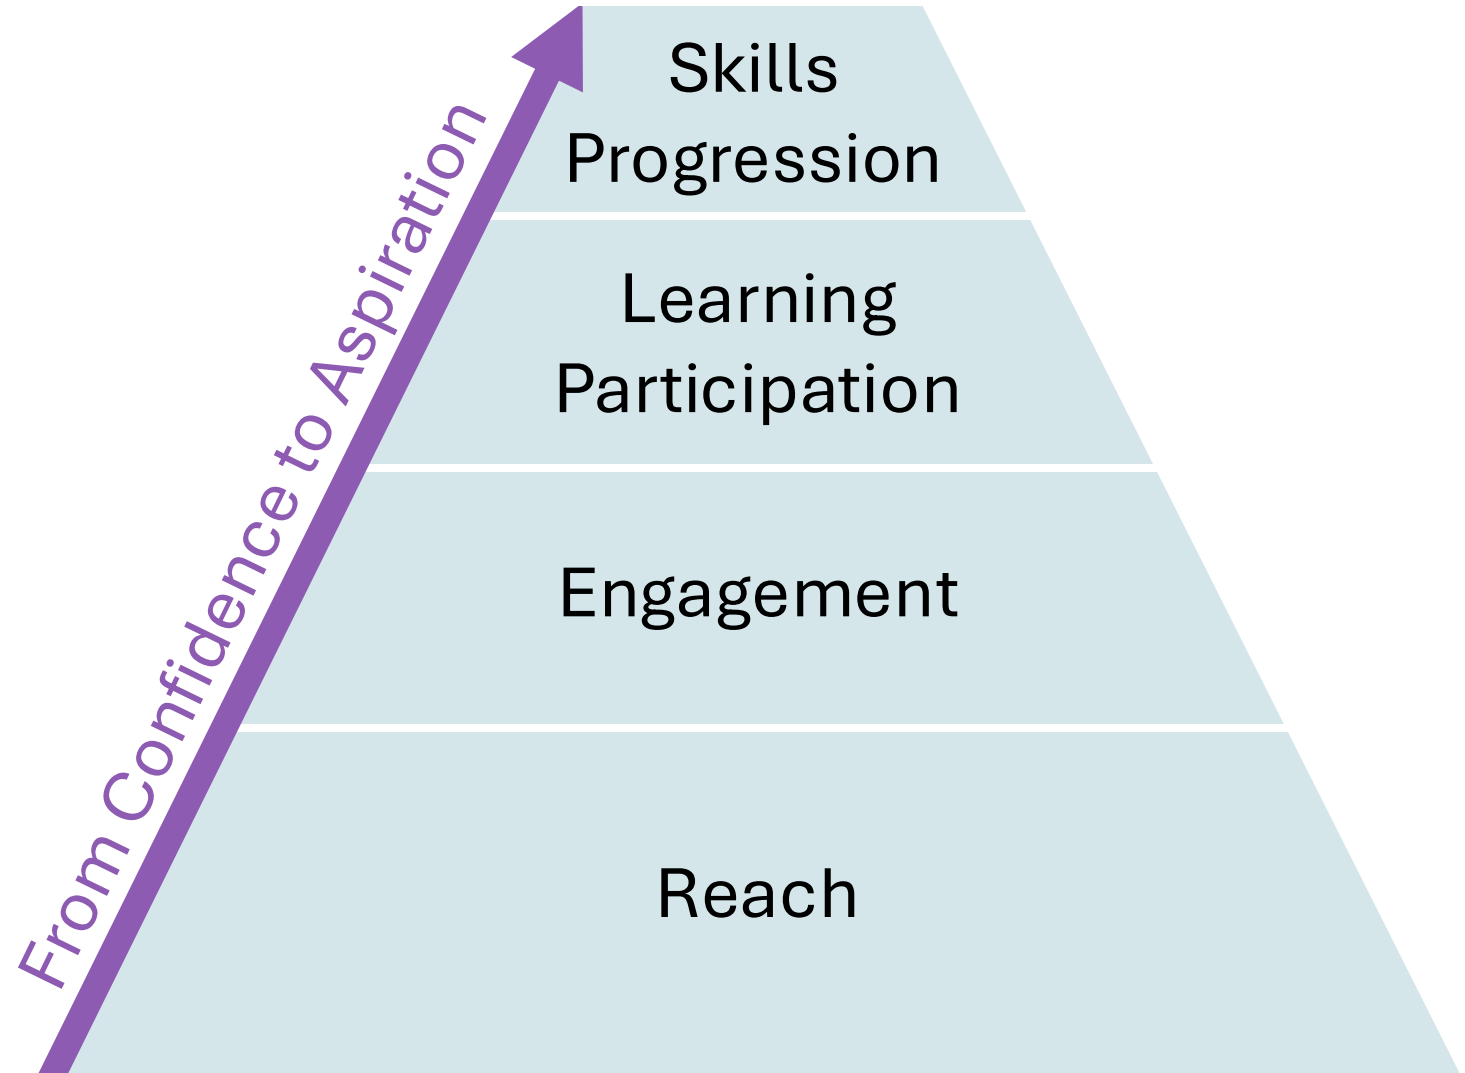 Skills
Progression
Learning
Participation
Engagement
Reach
From Confidence to Aspiration